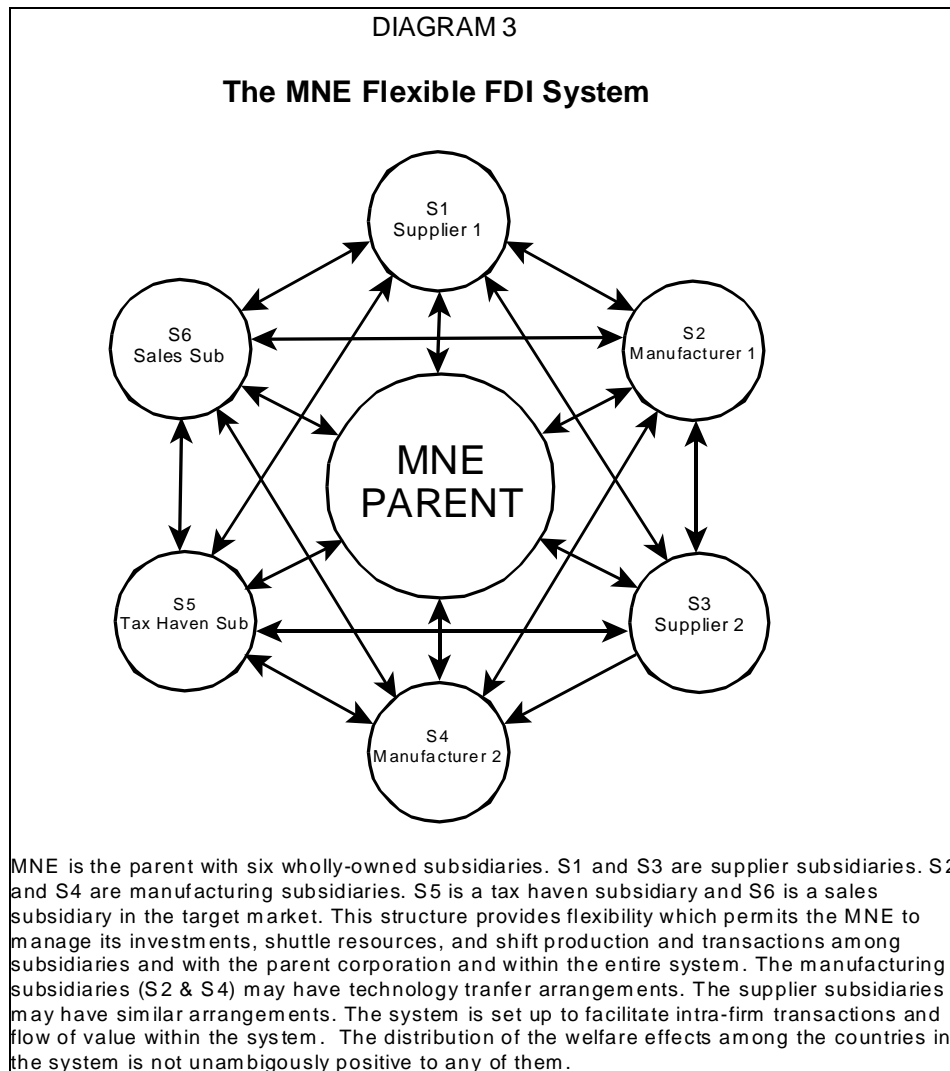 DIAGRAM 3
The MNE Flexible FDI System
S1
Supplier 1
S6
Sales Sub
S2
Manufacturer 1
MNE
PARENT
S5
Tax Haven Sub
S3
Supplier 2
S4
Manufacturer 2
MNE is the parent with six wholly-owned subsidiaries. S1 and S3 are supplier subsidiaries. S2
and S4 are manufacturing subsidiaries. S5 is a tax haven subsidiary and S6 is a sales
subsidiary in the target market. This structure provides flexibility which permits the MNE to
manage its investments, shuttle resources, and shift production and transactions among
subsidiaries and with the parent corporation and within the entire system. The manufacturing
subsidiaries (S2 & S4) may have technology tranfer arrangements. The supplier subsidiaries
may have similar arrangements. The system is set up to facilitate intra-firm transactions and
flow of value within the system. The distribution of the welfare effects among the countries in
the system is not unambigously positive to any of them.